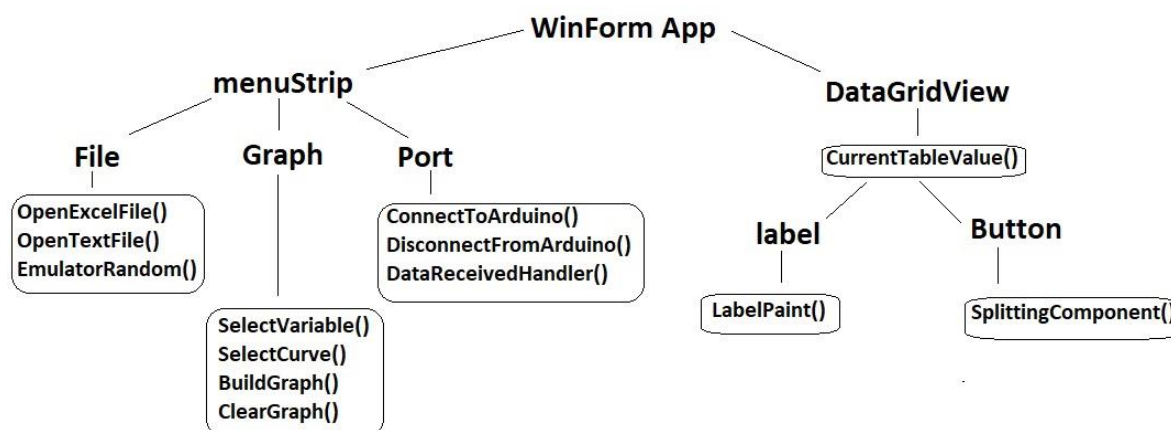 WinForm App
menuStrip
DataGridView
File
Graph
Port
CurrentTableValue()
OpenExcelFile()
OpenTextFile()
EmulatorRandom()
ConnectToArduino()
DisconnectFromArduino()
DataReceivedHandler()
label
Button
SelectVariable()
SelectCurve()
BuildGraph()
ClearGraph()
LabelPaint()
SplittingComponent()